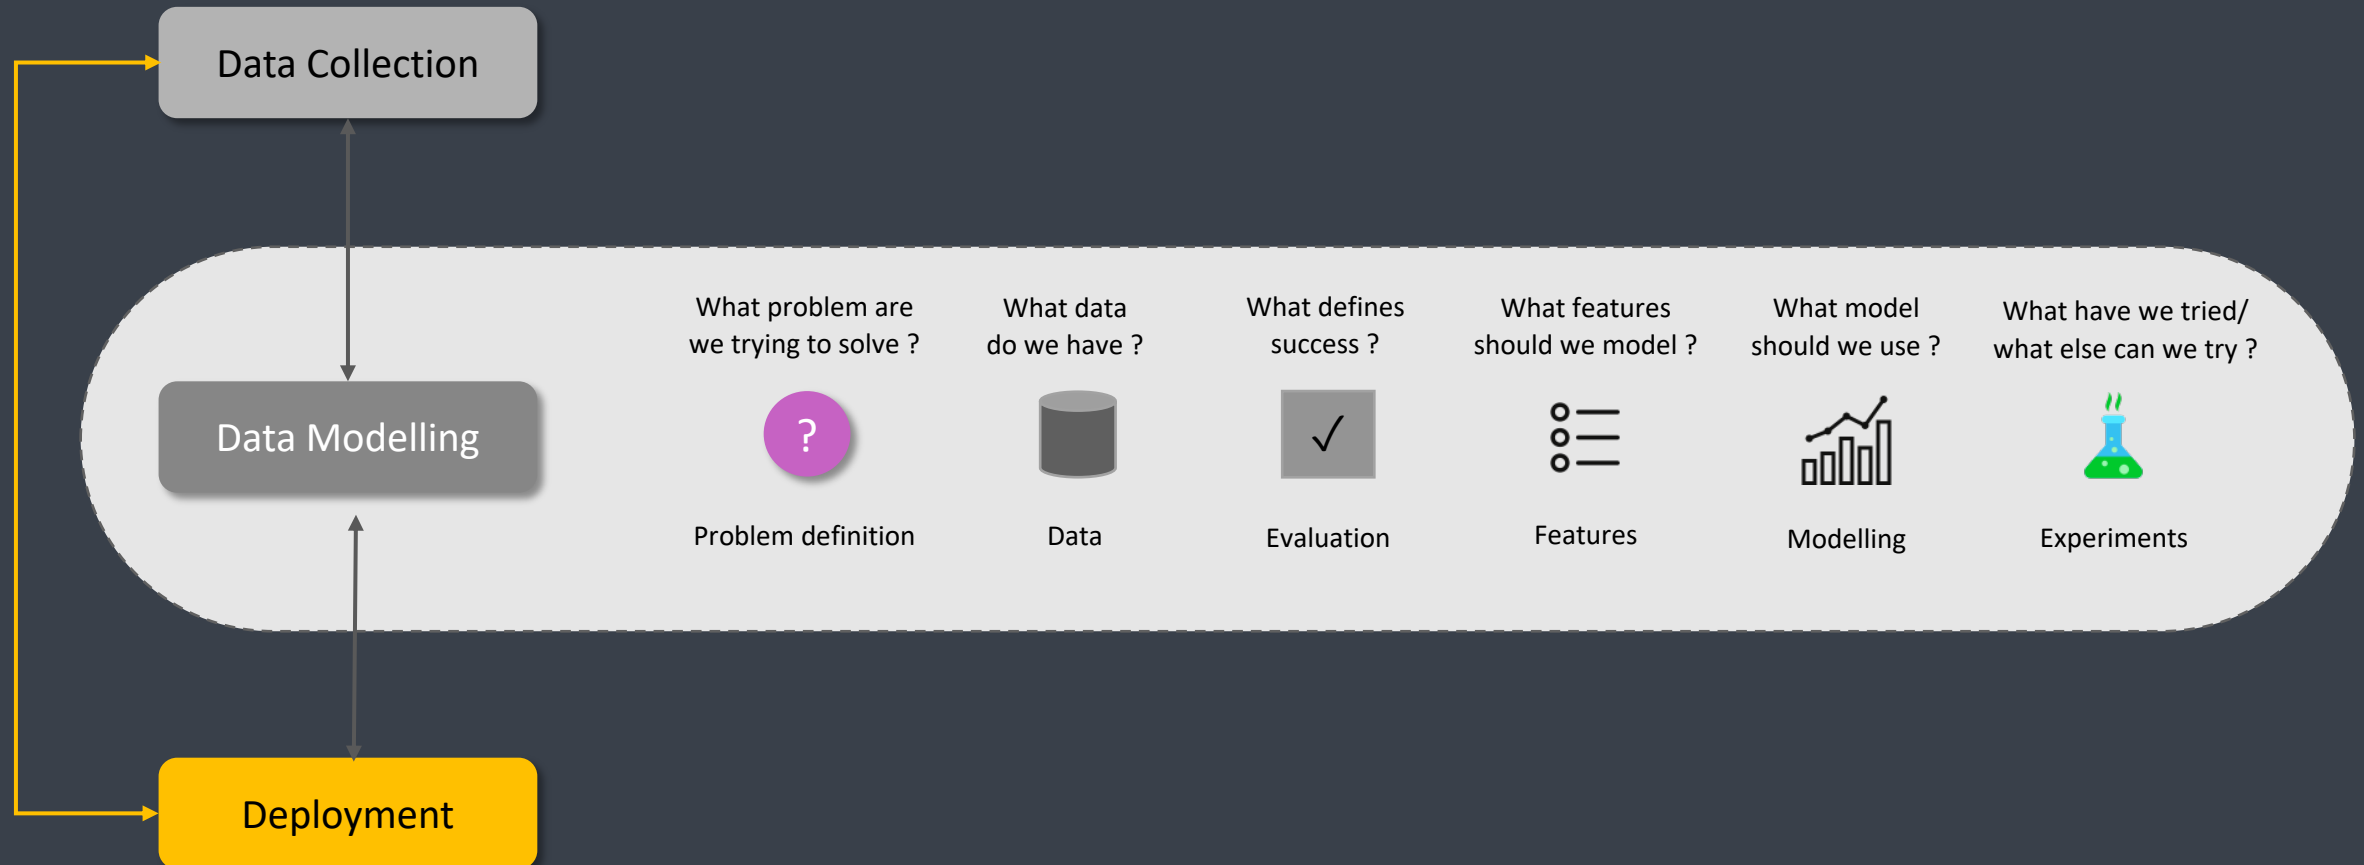 Data Collection
What problem are
we trying to solve ?
What data
do we have ?
What defines
success ?
What features
should we model ?
What model
should we use ?
What have we tried/
what else can we try ?
Data Modelling
?
✓
Problem definition
Data
Evaluation
Features
Modelling
Experiments
Deployment